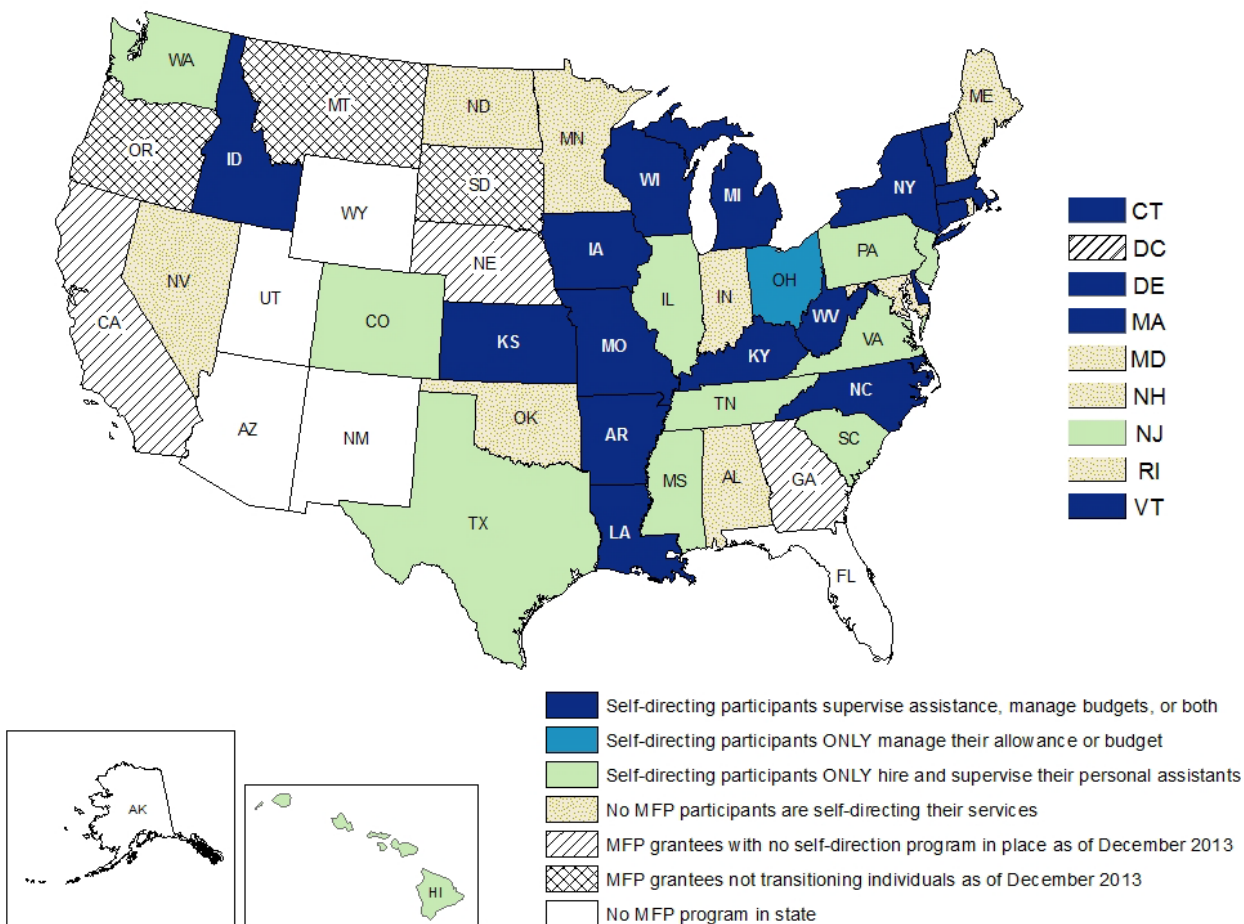 WA
MT
ND
MN
ME
OR
ID
SD
WI
MI
NY
WY
NE
IA
PA
NV
UT
CO
IL
IN
OH
WV
VA
CA
KS
MO
KY
NC
TN
AZ
NM
OK
AR
SC
MS
AL
GA
TX
LA
FL
CT
DC
DE
MA
MD
NH
NJ
RI
VT
AK
HI
Self-directing participants supervise assistance, manage budgets, or both
Self-directing participants ONLY manage their allowance or budget
Self-directing participants ONLY hire and supervise their personal assistants
No MFP participants are self-directing their services
MFP grantees with no self-direction program in place as of December 2013
MFP grantees not transitioning individuals as of December 2013
No MFP program in state